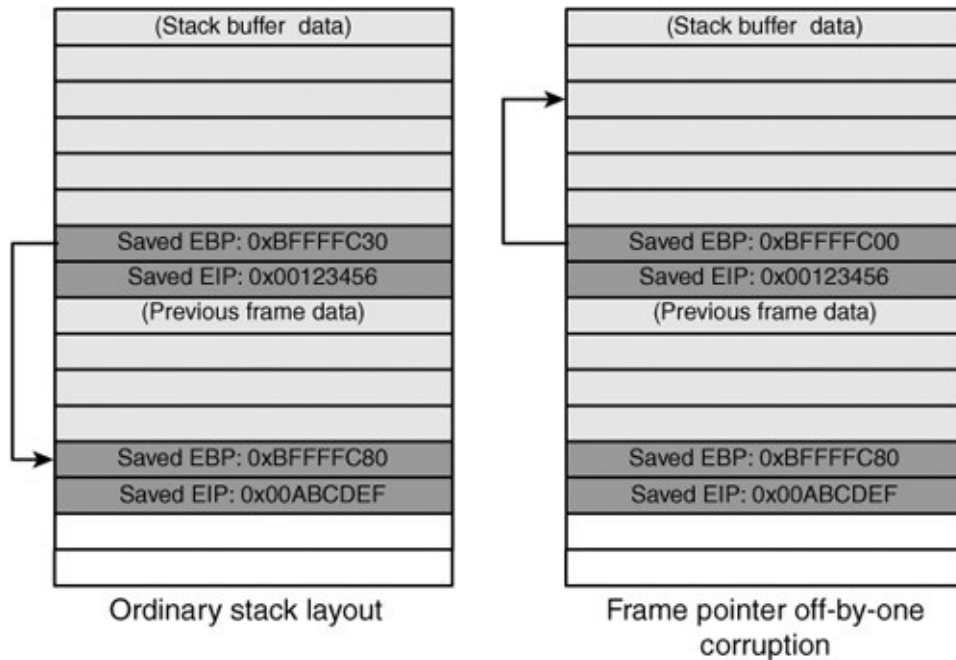 (Stack buffer data)
Saved EBP: 0xBFFFFC30
Saved EIP: 0x00123456
(Previous frame data)
Saved EBP: 0xBFFFFC80
Saved EIP: 0x00ABCDEF
Ordinary stack layout
(Stack buffer data)
Saved EBP: 0xBFFFFC00
Saved EIP: 0x00123456
(Previous frame data)
Saved EBP: 0xBFFFFC80
Saved EIP: 0x00ABCDEF
Frame pointer off-by-one
corruption